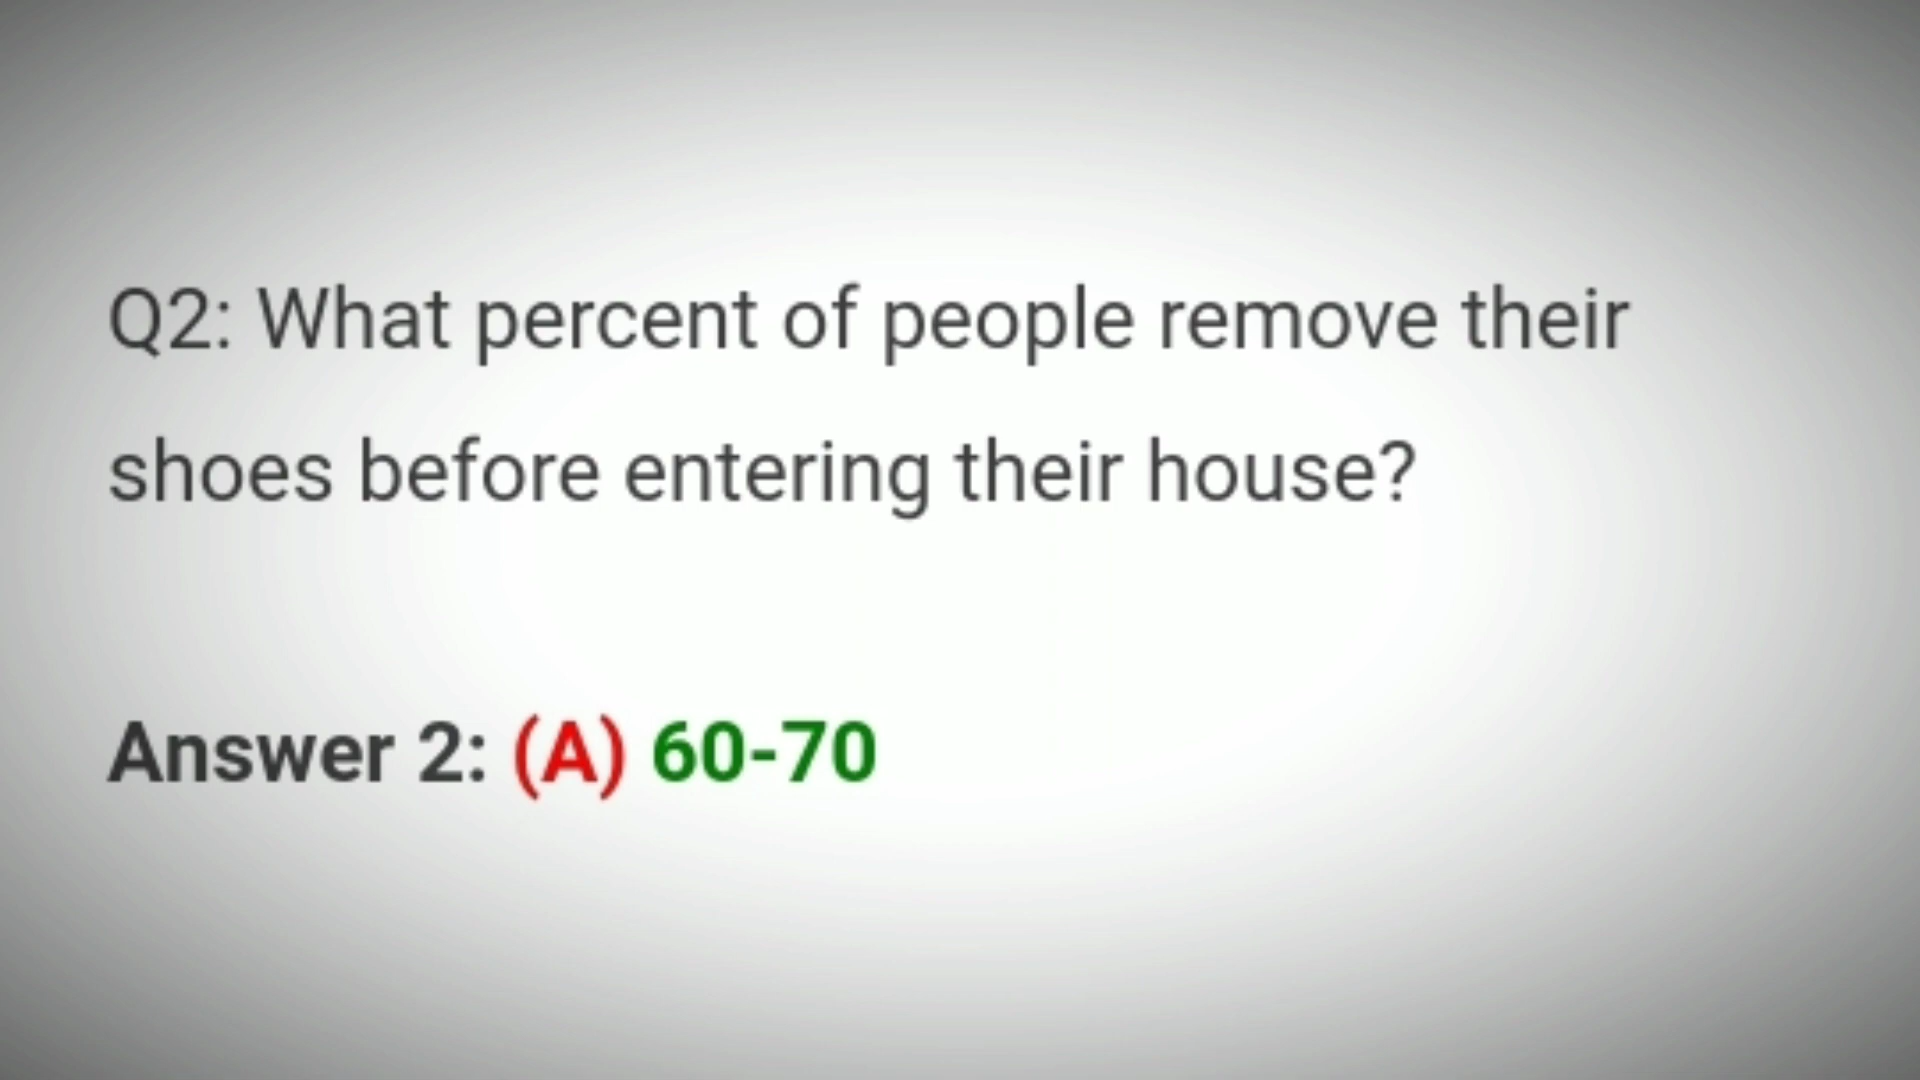 Q2: What percent of people remove their
shoes before entering their house?
Answer 2: (A) 60-70